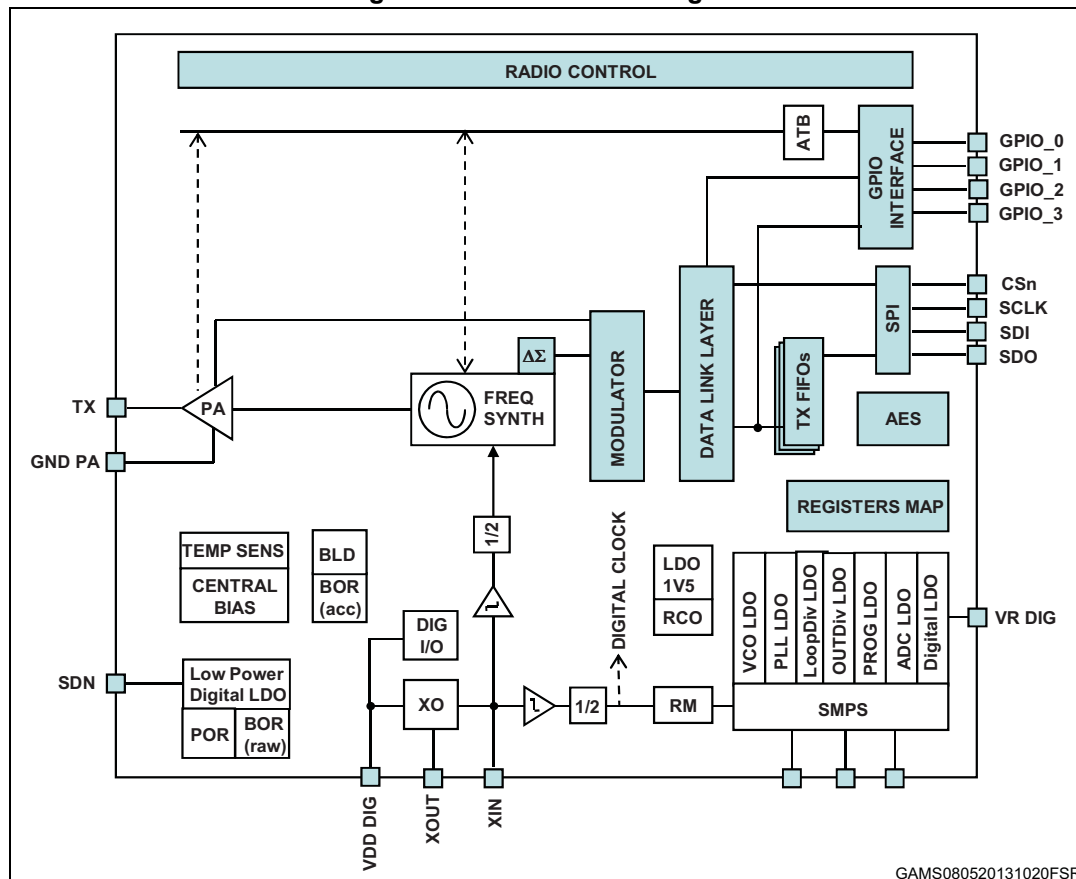 RADIO CONTROL
ATB
GPIO
INTERFACE
GPIO_0
GPIO_1
GPIO_2
GPIO_3
CSn
SCLK
SDI
SDO
SPI
DATA LINK LAYER
TX FIFOs
AES
REGISTERS MAP
MODULATOR
ΔΣ
FREQ
SYNTH
PA
TX
GND PA
1/2
TEMP SENS
CENTRAL
BIAS
BLD
BOR
(acc)
DIG
I/O
DIGITAL CLOCK
LDO
1V5
RCO
VCO LDO
PLL LDO
LoopDiv LDO
OUTDiv LDO
PROG LDO
ADC LDO
Digital LDO
VR DIG
SDN
Low Power
Digital LDO
POR
BOR
(raw)
XO
1/2
RM
SMPS
VDD DIG
XOUT
XIN